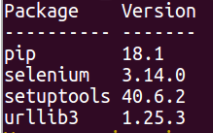 Package Version
---------- -------
pip 18.1
selenium 3.14.0
setuptools 40.6.2
urllib3 1.25.3